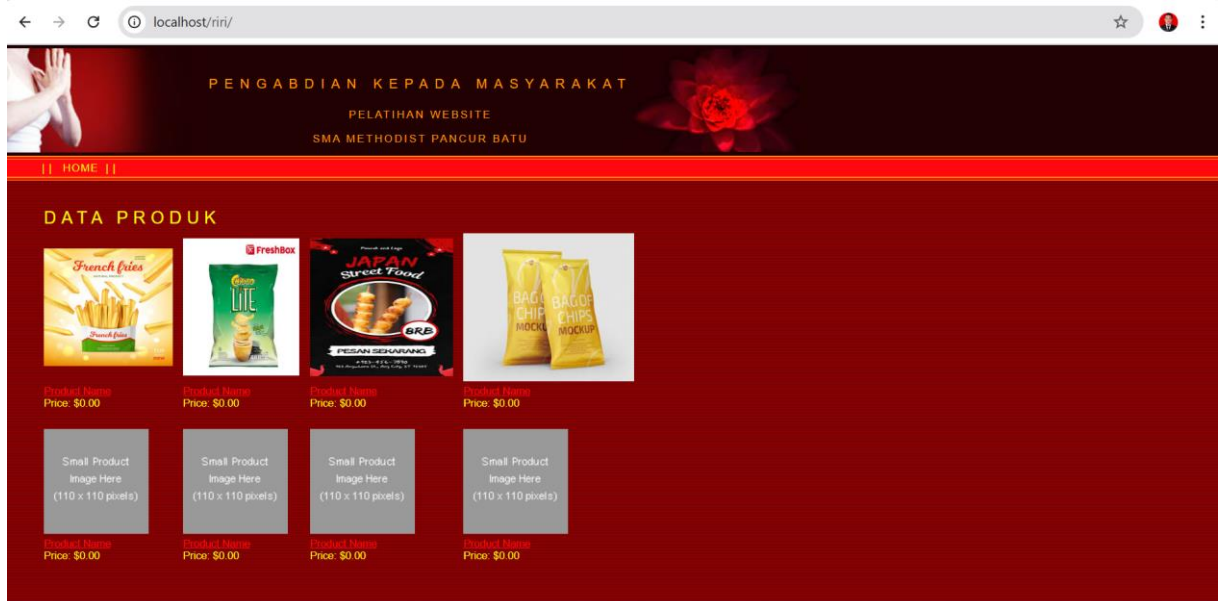 localhost/riri/
PENGABDIAN KEPADA MASYARAKAT
PELATIHAN WEBSITE
SMA METHODIST PANCUR BATU
|| HOME ||
DATA PRODUK
French fries
French fries
FreshBox
LITE
JAPAN
Street Food
BRB
PESAN SEKARANG
BAG OF
CHIPS
MOCKUP
BAG OF
CHIPS
MOCKUP
Product Name
Price: $0.00
Product Name
Price: $0.00
Product Name
Price: $0.00
Product Name
Price: $0.00
Small Product
Image Here
(110 x 110 pixels)
Small Product
Image Here
(110 x 110 pixels)
Small Product
Image Here
(110 x 110 pixels)
Small Product
Image Here
(110 x 110 pixels)
Product Name
Price: $0.00
Product Name
Price: $0.00
Product Name
Price: $0.00
Product Name
Price: $0.00